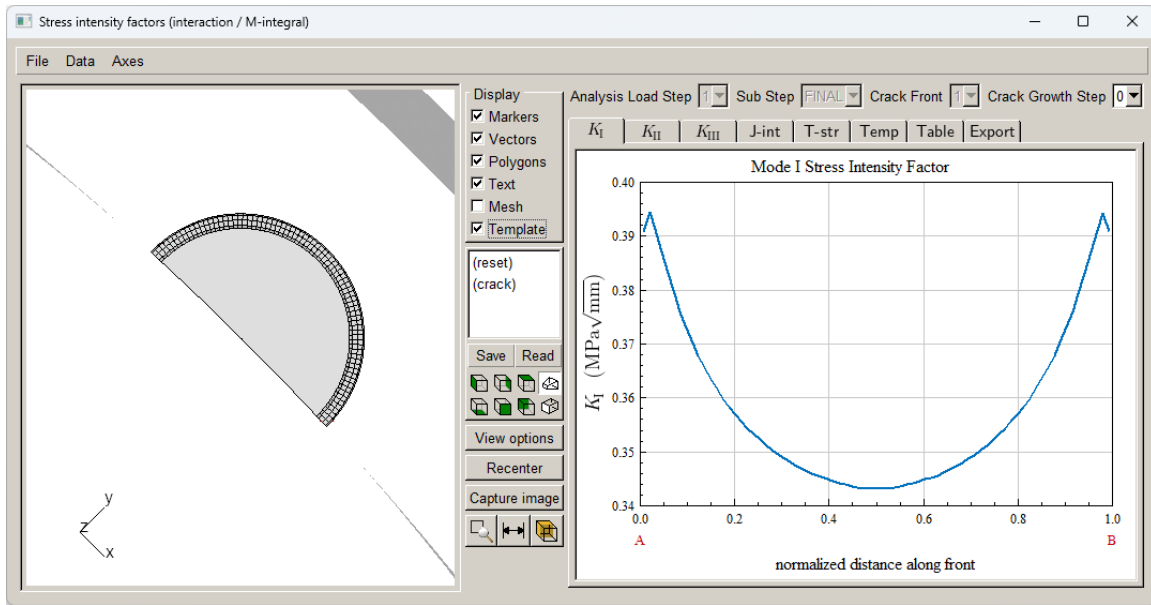 Stress intensity factors (interaction / M-integral)
File Data Axes
Display
Markers
Vectors
Polygons
Text
Mesh
Template
(reset)
(crack)
Save Read
View options
Recenter
Capture image
y
z
x
Analysis Load Step 1 Sub Step FINAL Crack Front 1 Crack Growth Step 0
K_I K_II K_III J-int T-str Temp Table Export
Mode I Stress Intensity Factor
K_I (MPa√mm)
0.40
0.39
0.38
0.37
0.36
0.35
0.34
0.0 0.2 0.4 0.6 0.8 1.0
A B
normalized distance along front